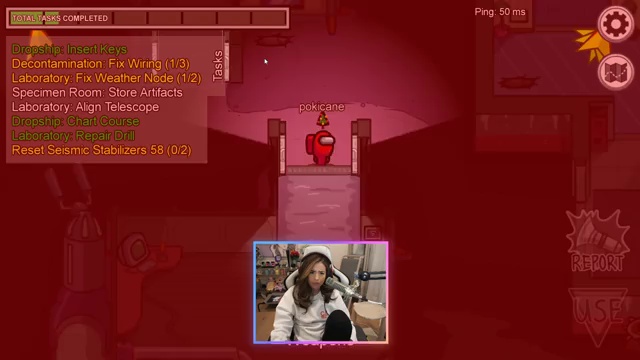 TOTAL TASKS COMPLETED
Ping: 50 ms
Dropship: Insert Keys
Decontamination: Fix Wiring (1/3)
Laboratory: Fix Weather Node (1/2)
Specimen Room: Store Artifacts
Laboratory: Align Telescope
Dropship: Chart Course
Laboratory: Repair Drill
Reset Seismic Stabilizers 58 (0/2)
Tasks
pokicane
REPORT
USE